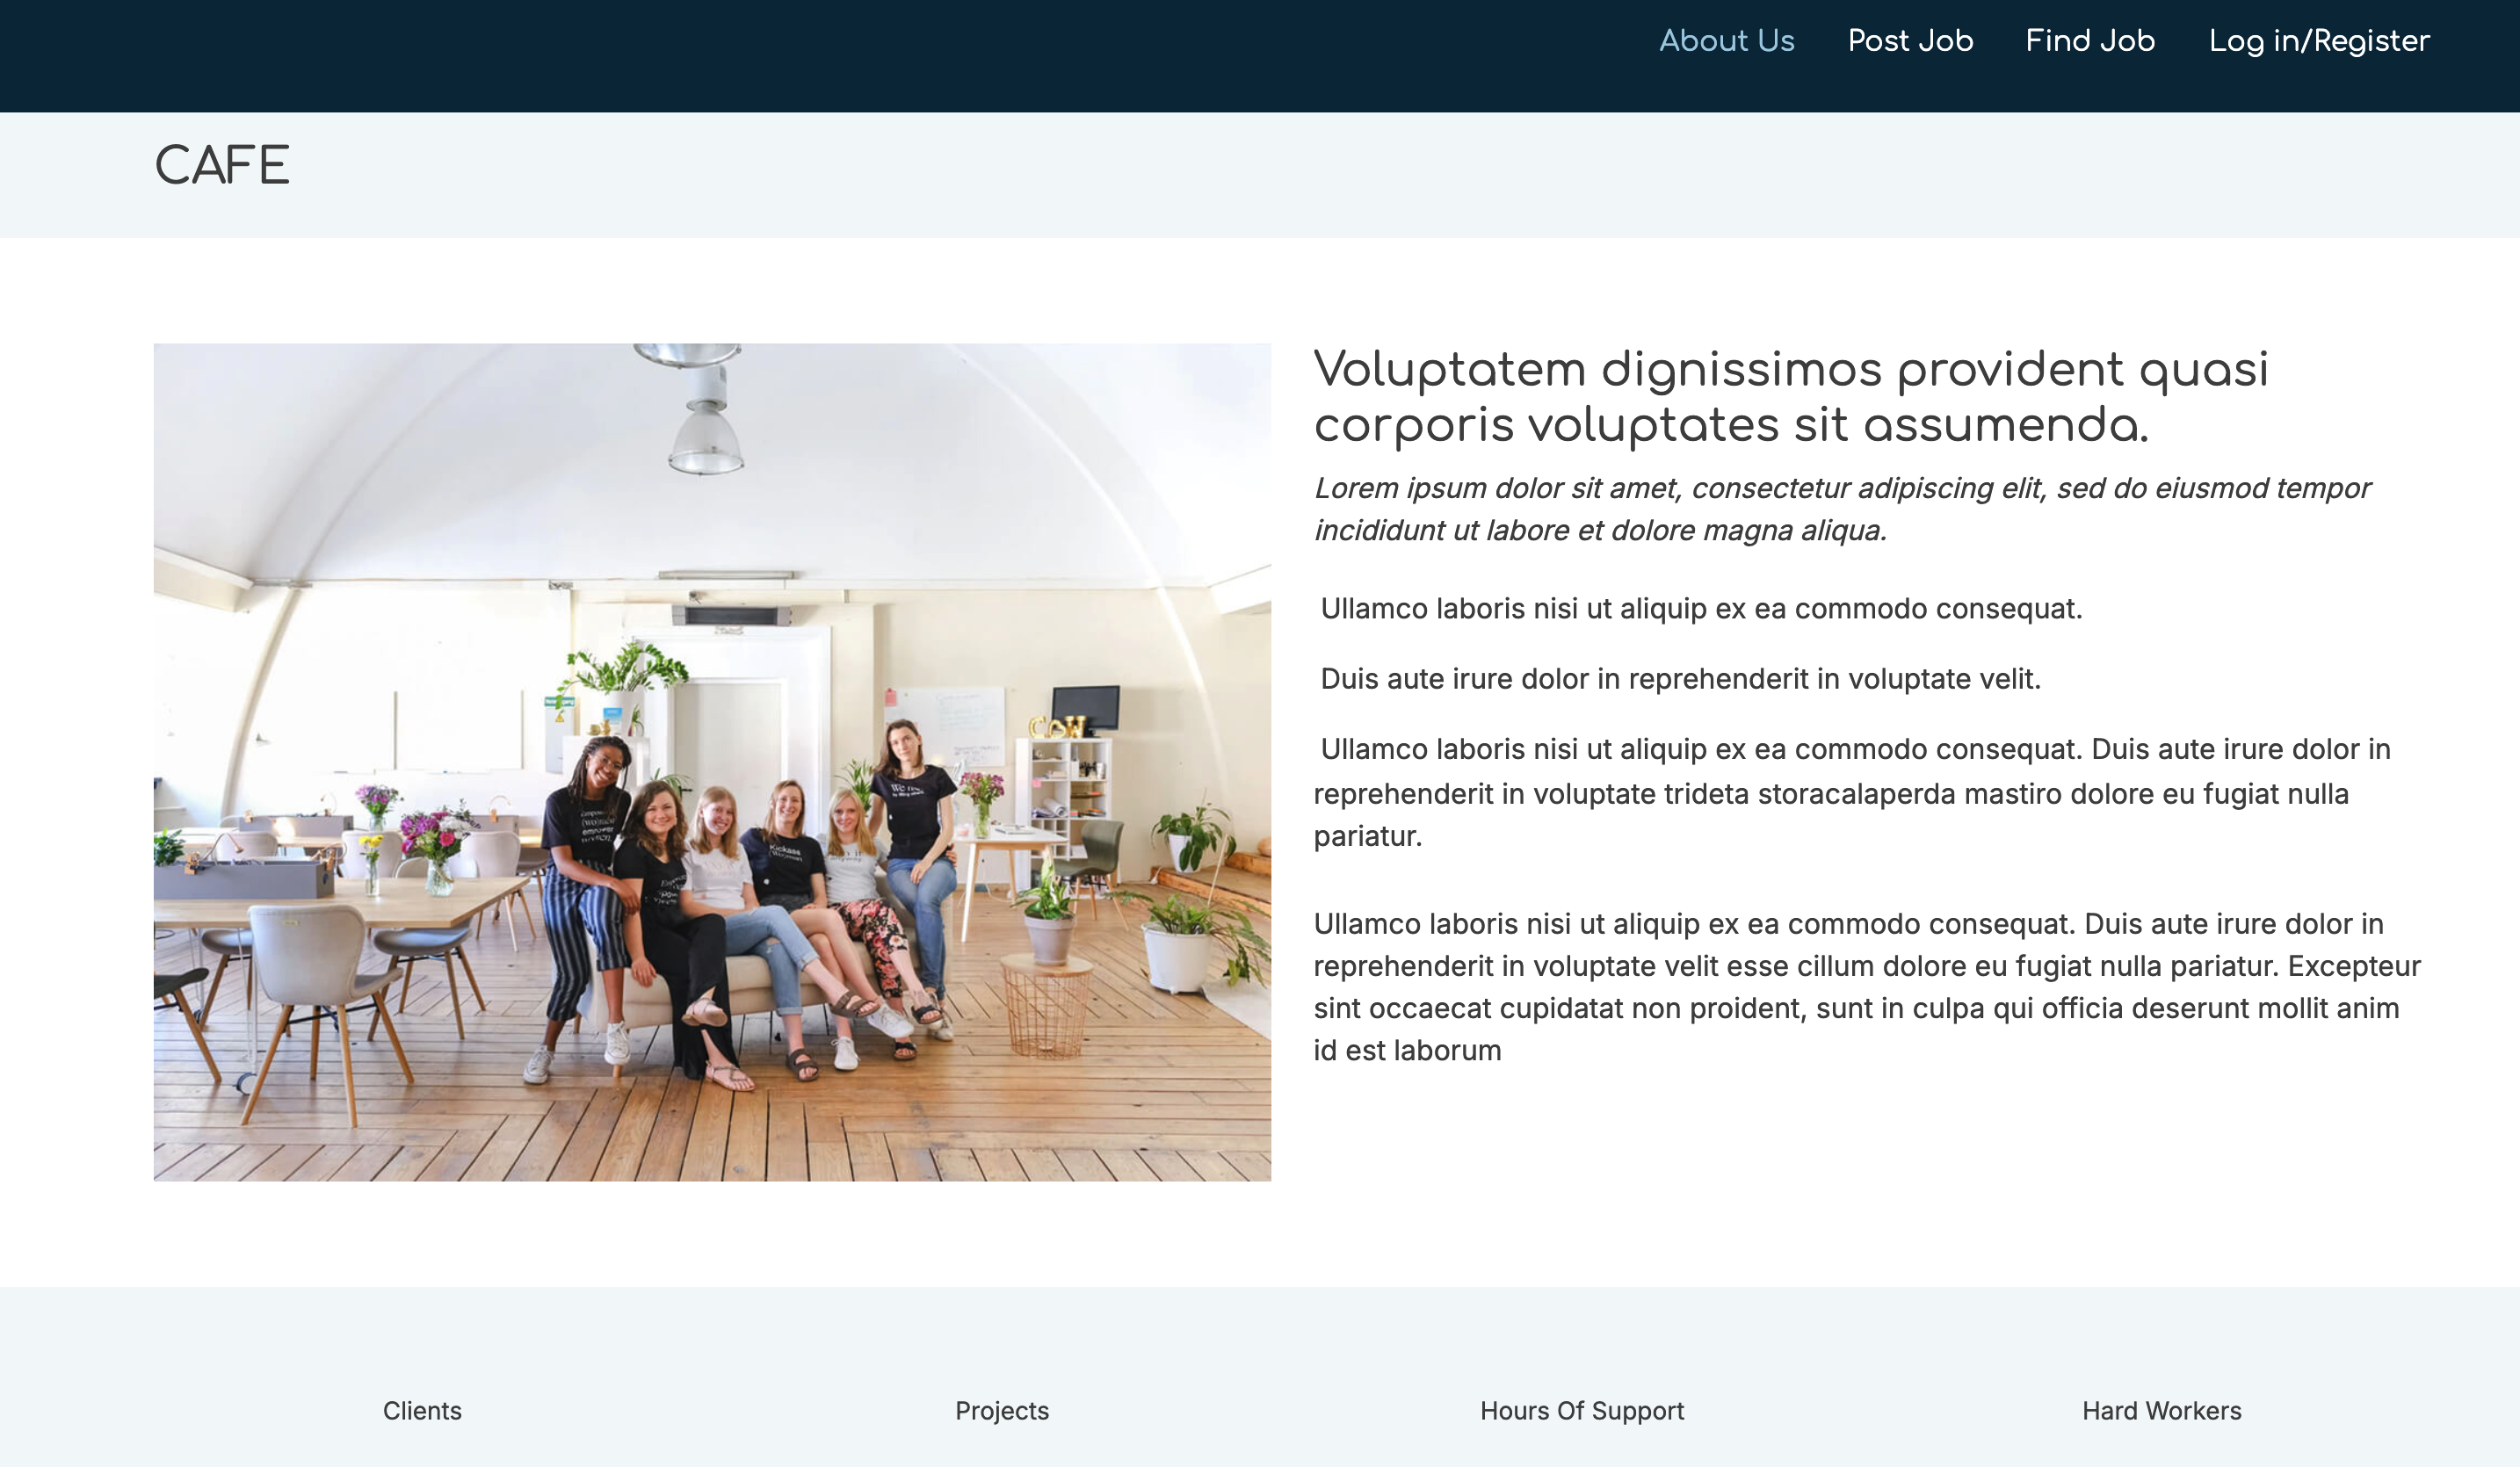 About Us Post Job Find Job Log in/Register
CAFE
Voluptatem dignissimos provident quasi
corporis voluptates sit assumenda.
Lorem ipsum dolor sit amet, consectetur adipiscing elit, sed do eiusmod tempor
incididunt ut labore et dolore magna aliqua.
Ullamco laboris nisi ut aliquip ex ea commodo consequat.
Duis aute irure dolor in reprehenderit in voluptate velit.
Ullamco laboris nisi ut aliquip ex ea commodo consequat. Duis aute irure dolor in
reprehenderit in voluptate trideta storacalaperda mastiro dolore eu fugiat nulla
pariatur.
Ullamco laboris nisi ut aliquip ex ea commodo consequat. Duis aute irure dolor in
reprehenderit in voluptate velit esse cillum dolore eu fugiat nulla pariatur. Excepteur
sint occaecat cupidatat non proident, sunt in culpa qui officia deserunt mollit anim
id est laborum
Kickass
Clients Projects Hours Of Support Hard Workers